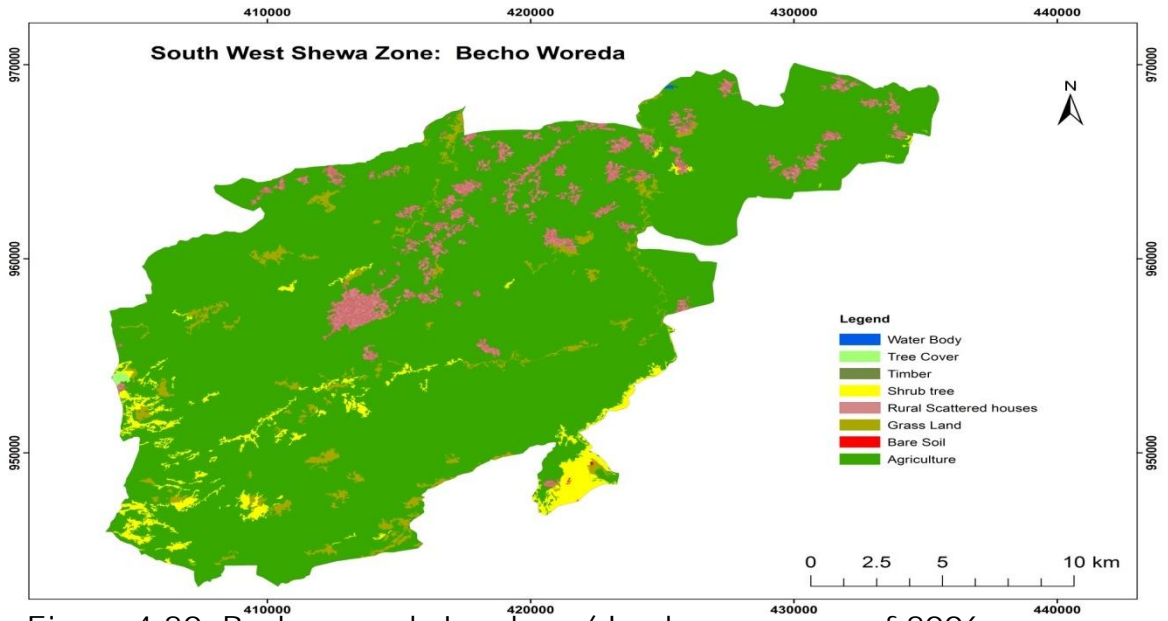 410000 420000 430000 440000
South West Shewa Zone: Becho Woreda
970000 970000
N
960000 960000
Legend
Water Body
Tree Cover
Timber
Shrub tree
Rural Scattered houses
Grass Land
Bare Soil
Agriculture
950000 950000
0 2.5 5 10 km
410000 420000 430000 440000